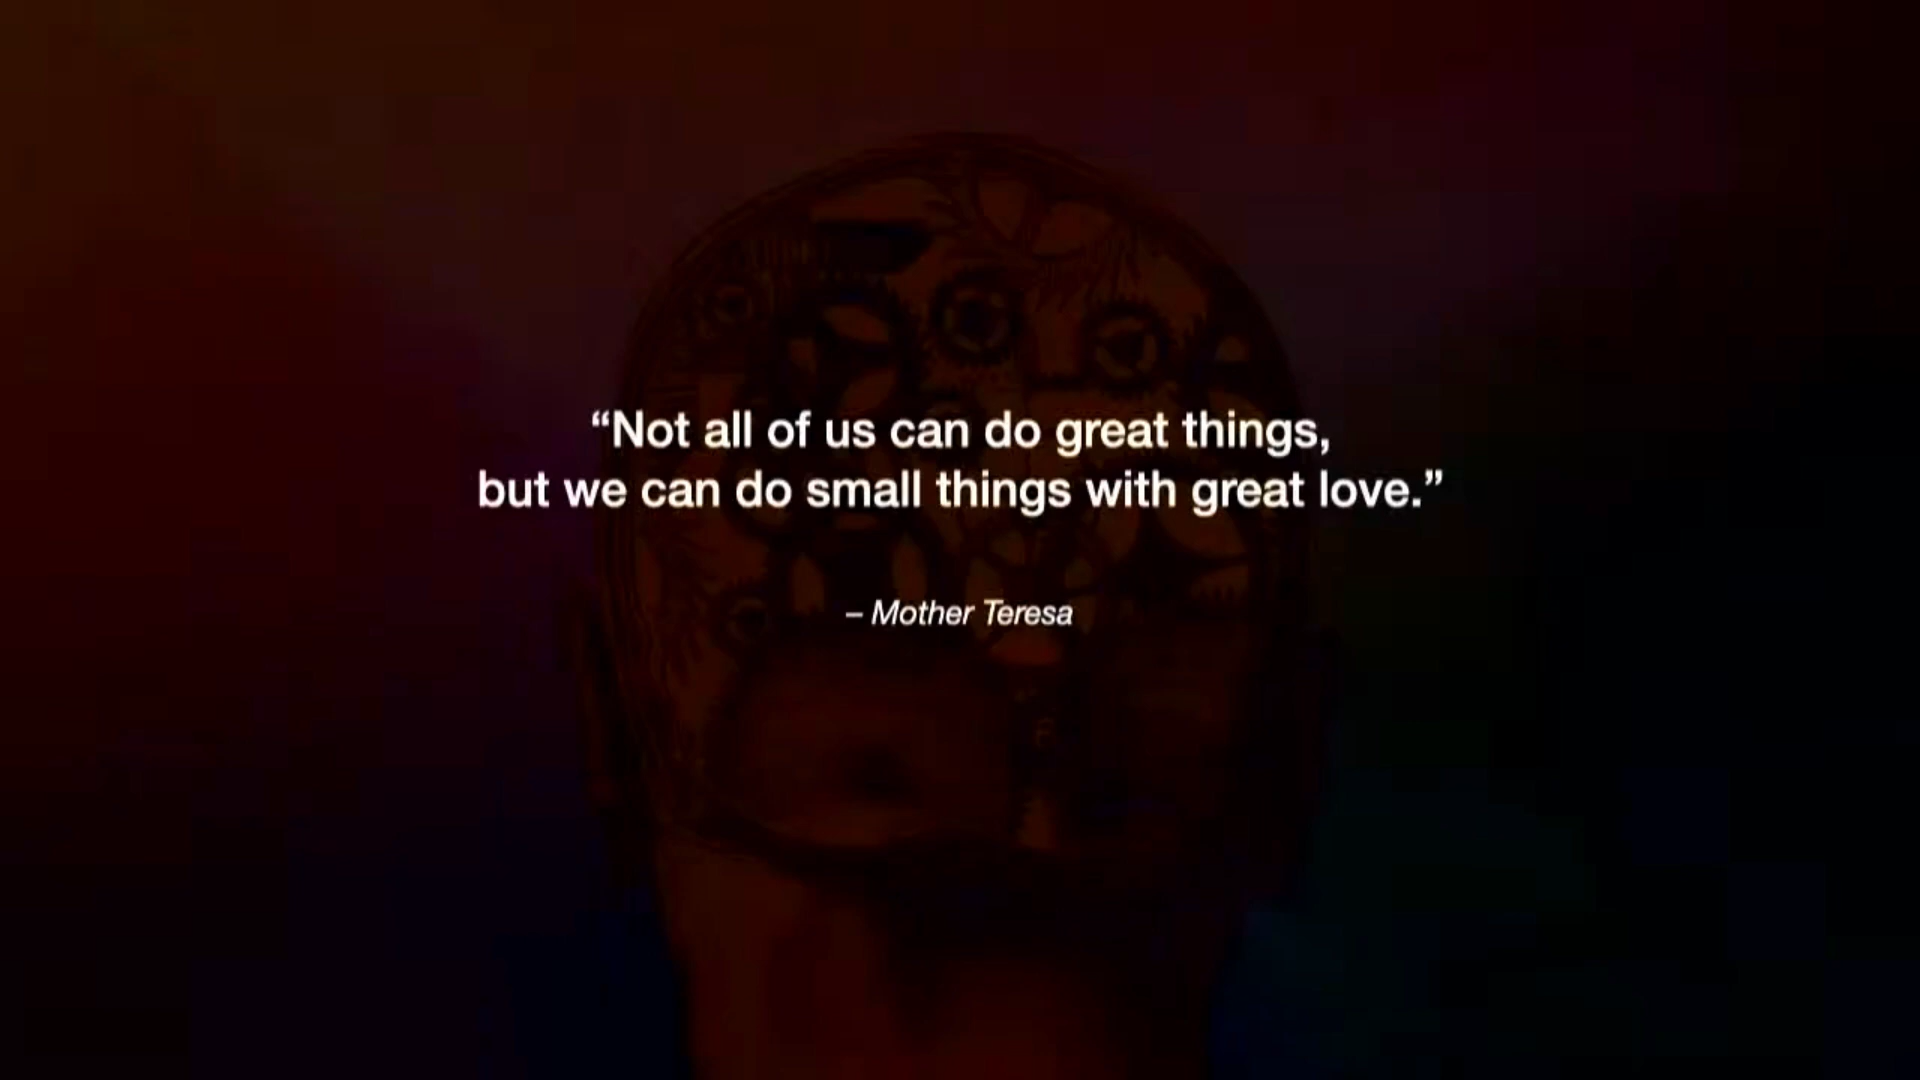 “Not all of us can do great things,
but we can do small things with great love.”
– Mother Teresa